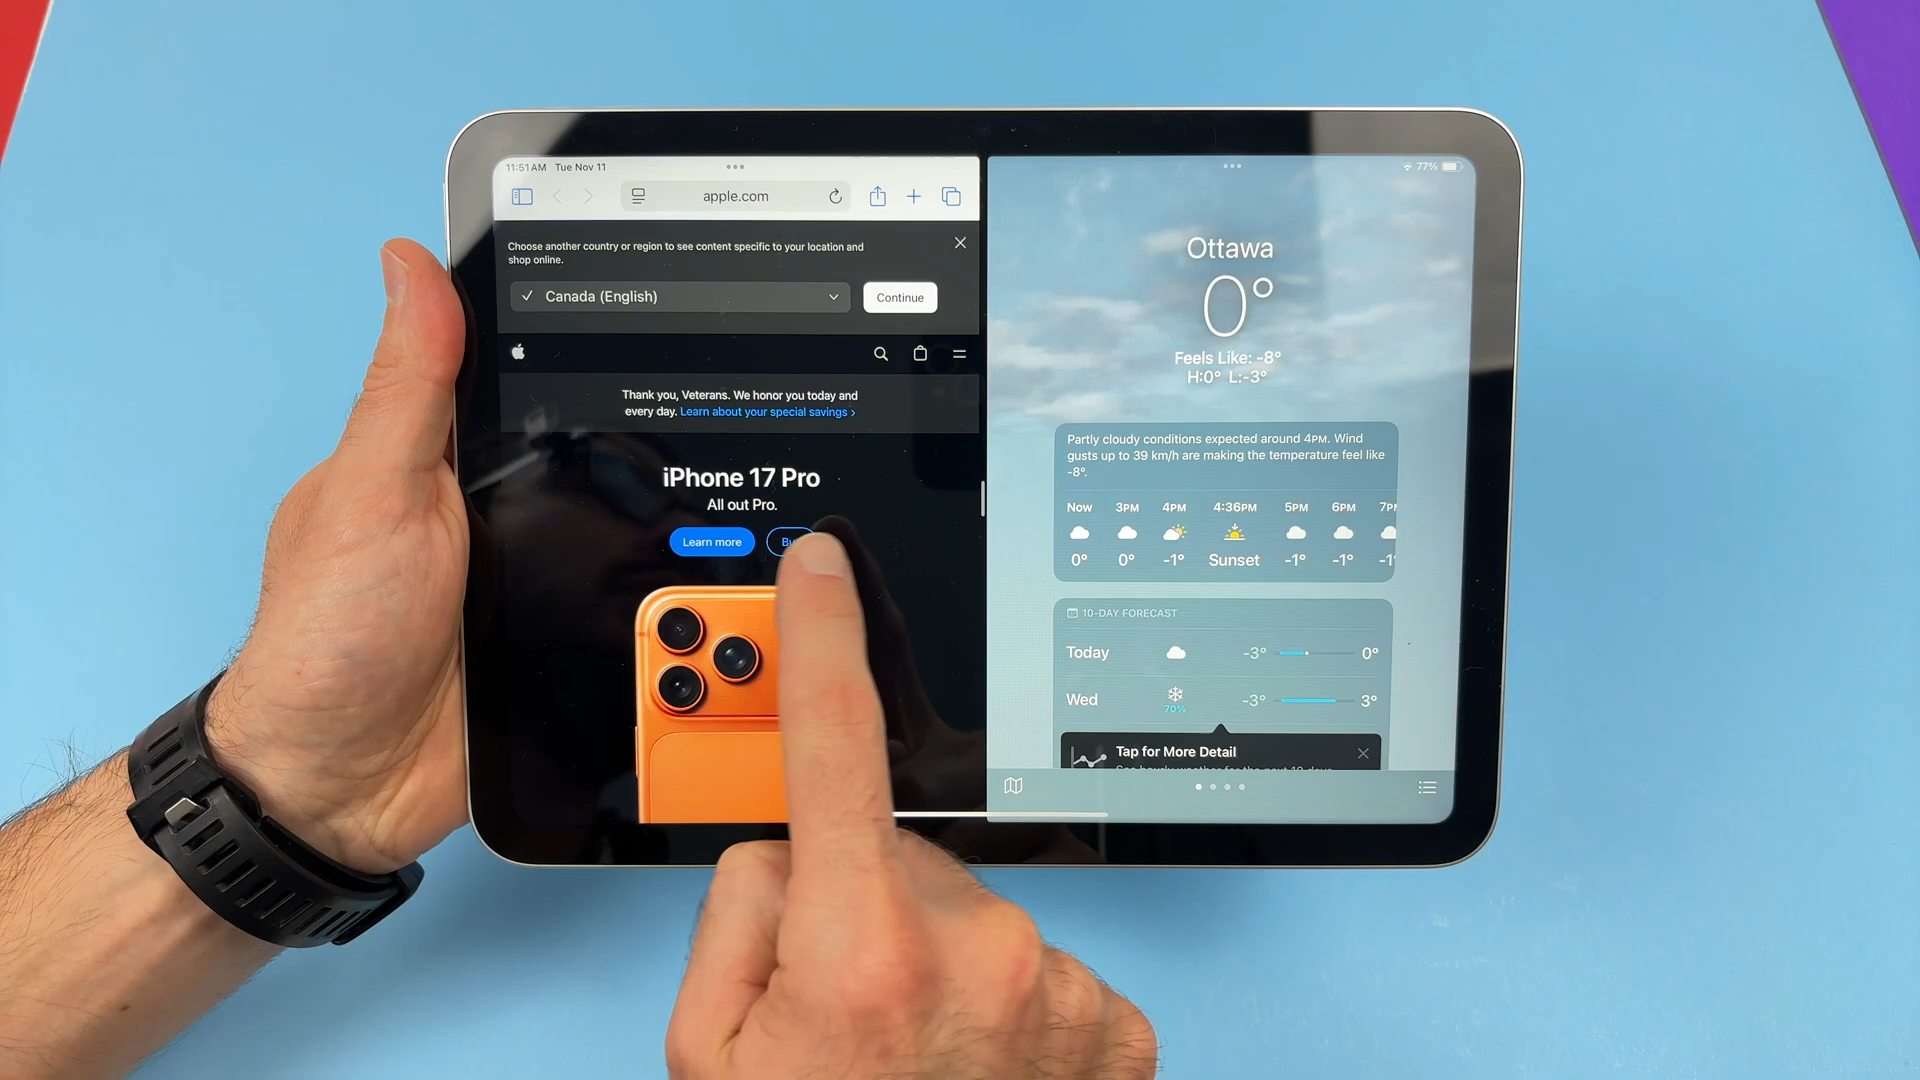 11:51 AM Tue Nov 11
apple.com
Choose another country or region to see content specific to your location and
shop online.
Canada (English)
Continue
Thank you, Veterans. We honor you today and
every day. Learn about your special savings >
iPhone 17 Pro
All out Pro.
Learn more
77%
Ottawa
0°
Feels Like: -8°
H:0° L:-3°
Partly cloudy conditions expected around 4PM. Wind
gusts up to 39 km/h are making the temperature feel like
-8°.
Now 3PM 4PM 4:36PM 5PM 6PM
0° 0° -1° Sunset -1° -1° -1°
10-DAY FORECAST
Today -3° 0°
Wed 70% -3° 3°
Tap for More Detail